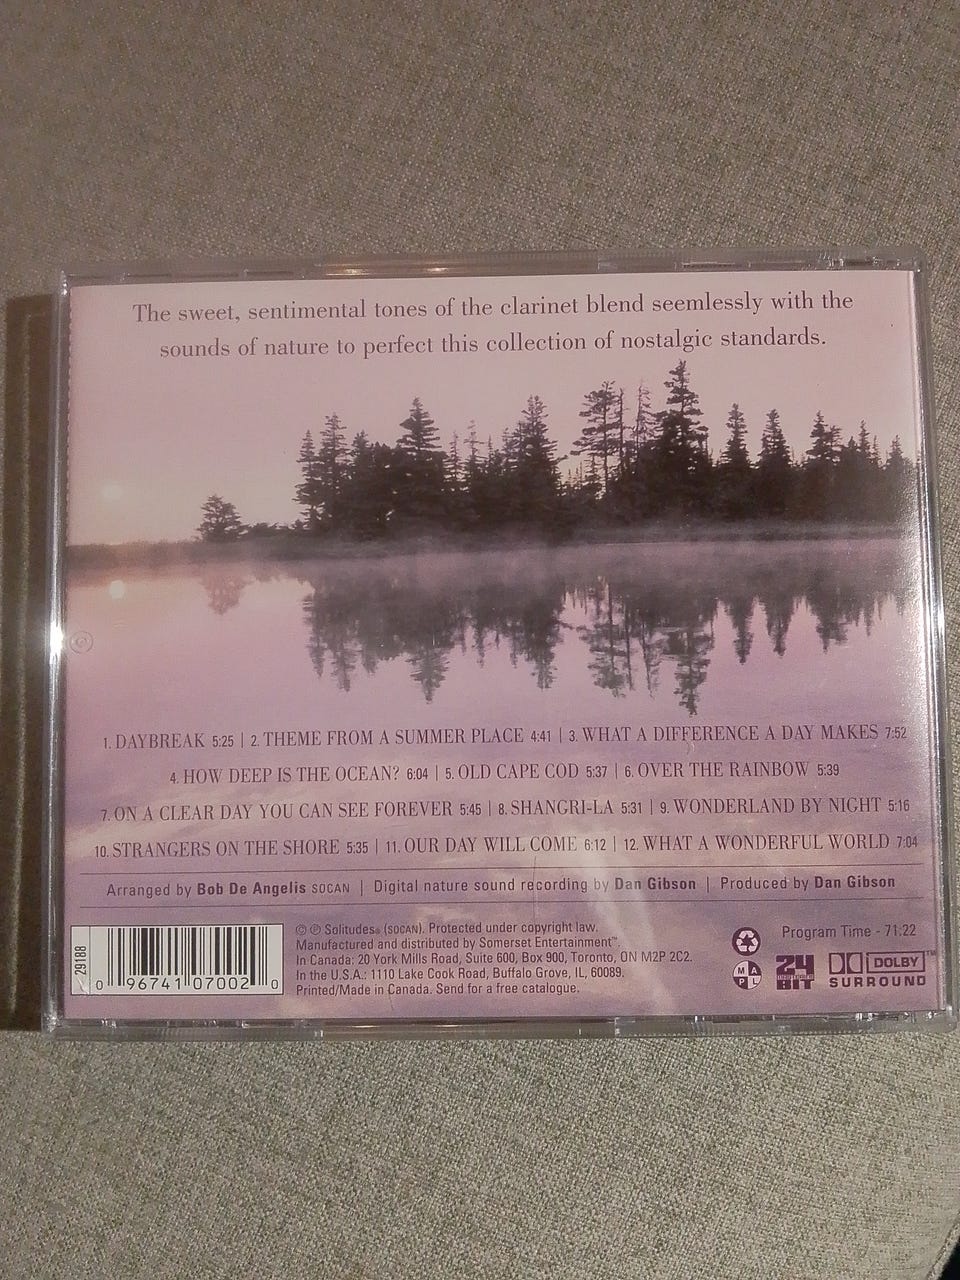 The sweet, sentimental tones of the clarinet blend seemlessly with the
sounds of nature to perfect this collection of nostalgic standards.
1. DAYBREAK 5:25 | 2. THEME FROM A SUMMER PLACE 4:41 | 3. WHAT A DIFFERENCE A DAY MAKES 7:52
4. HOW DEEP IS THE OCEAN? 6:04 | 5. OLD CAPE COD 5:37 | 6. OVER THE RAINBOW 5:39
7. ON A CLEAR DAY YOU CAN SEE FOREVER 5:45 | 8. SHANGRI-LA 5:31 | 9. WONDERLAND BY NIGHT 5:16
10. STRANGERS ON THE SHORE 5:35 | 11. OUR DAY WILL COME 6:12 | 12. WHAT A WONDERFUL WORLD 7:04
Arranged by Bob De Angelis SOCAN | Digital nature sound recording by Dan Gibson | Produced by Dan Gibson
29188
0 96741 07002 0
© ℗ Solitudes® (SOCAN). Protected under copyright law.
Manufactured and distributed by Somerset Entertainment™.
In Canada: 20 York Mills Road, Suite 600, Box 900, Toronto, ON M2P 2C2.
In the U.S.A.: 1110 Lake Cook Road, Buffalo Grove, IL, 60089.
Printed/Made in Canada. Send for a free catalogue.
Program Time - 71:22
M A
P L
24
BIT
DOLBY™
SURROUND